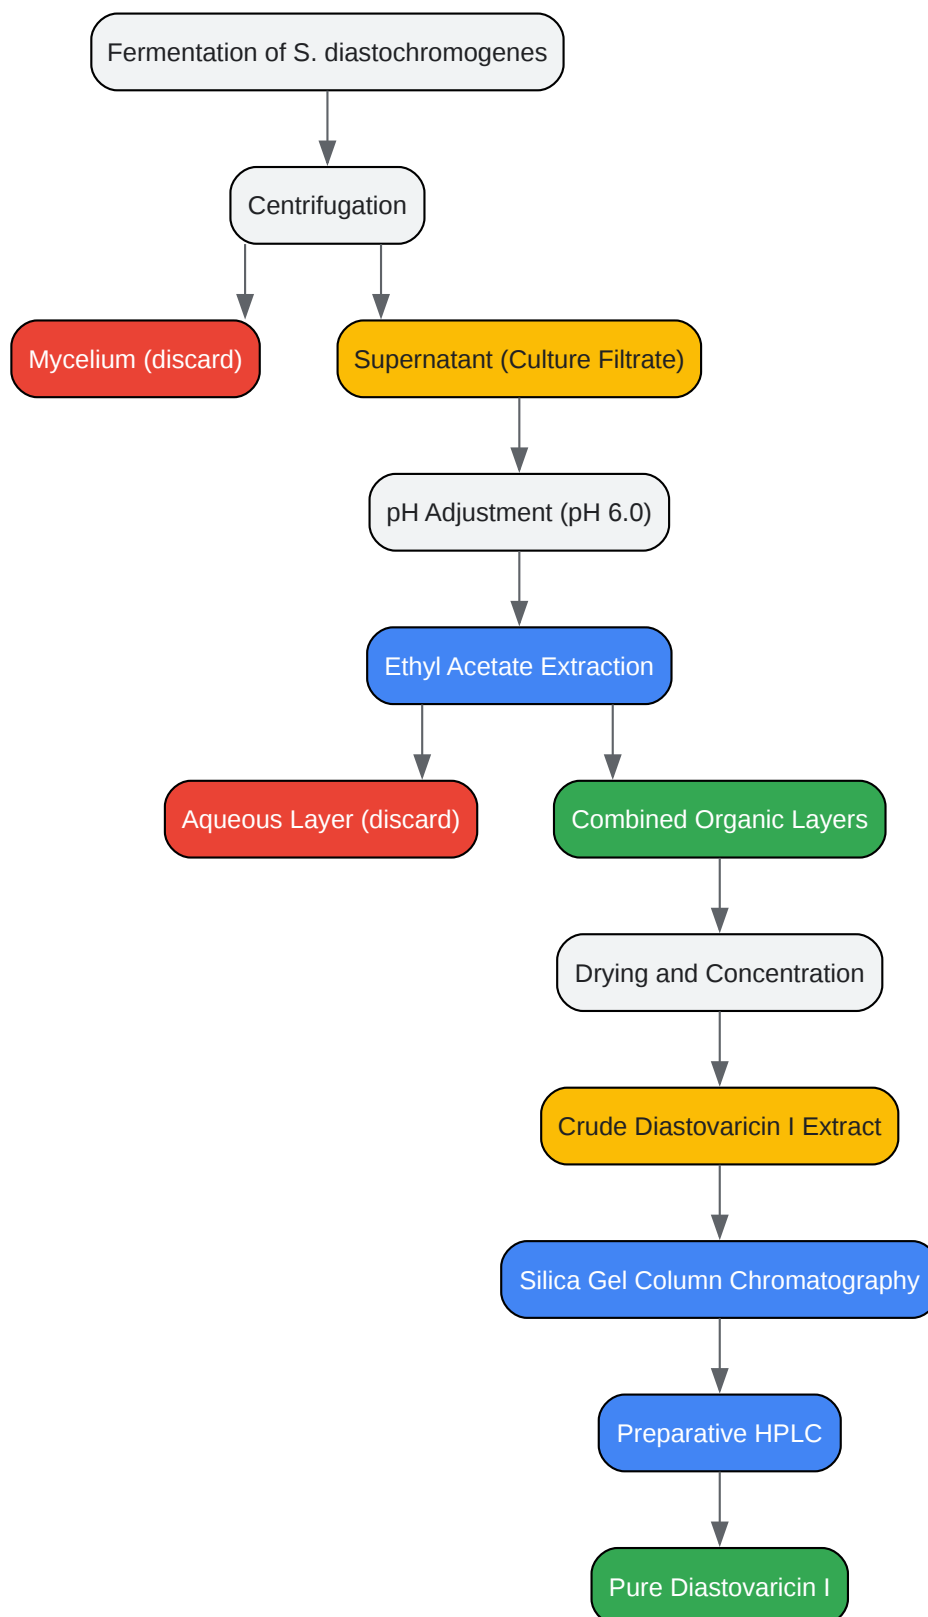 Fermentation of S. diastochromogenes
Centrifugation
Mycelium (discard)
Supernatant (Culture Filtrate)
pH Adjustment (pH 6.0)
Ethyl Acetate Extraction
Aqueous Layer (discard)
Combined Organic Layers
Drying and Concentration
Crude Diastovaricin I Extract
Silica Gel Column Chromatography
Preparative HPLC
Pure Diastovaricin I